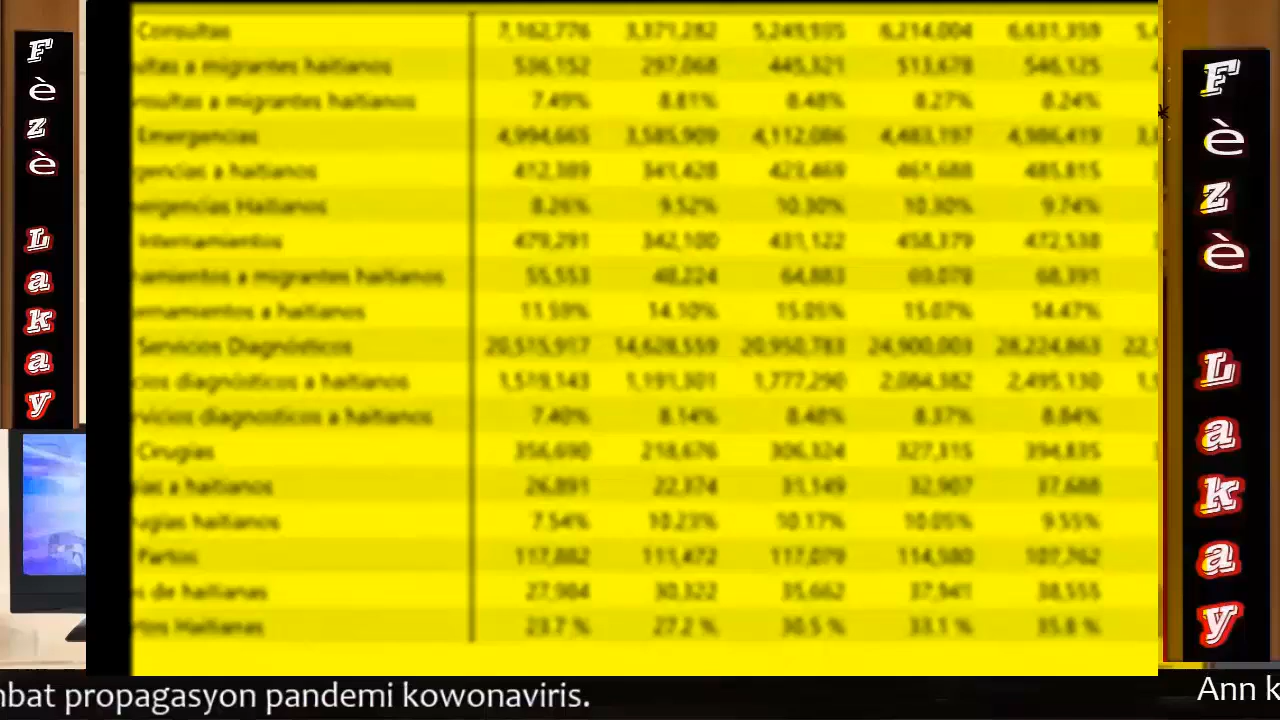 Fèzè Lakay
Consultas 7,162,776 3,371,282 5,249,935 6,214,004 6,631,359
ultas a migrantes haitianos 536,152 297,068 445,321 513,678 546,125
nsultas a migrantes haitianos 7.49% 8.81% 8.48% 8.27% 8.24%
Emergencias 4,994,665 3,585,909 4,112,086 4,483,197 4,986,419
gencias a haitianos 412,389 341,428 423,469 461,688 485,815
ergencias Haitianos 8.26% 9.52% 10.30% 10.30% 9.74%
Internamientos 479,291 342,100 431,122 458,379 472,538
namientos a migrantes haitianos 55,553 48,224 64,883 69,078 68,391
ernamientos a haitianos 11.59% 14.10% 15.05% 15.07% 14.47%
Servicios Diagnósticos 20,515,917 14,628,559 20,950,783 24,900,003 28,224,863
cios diagnósticos a haitianos 1,519,143 1,191,301 1,777,290 2,084,382 2,495,130
rvicios diagnosticos a haitianos 7.40% 8.14% 8.48% 8.37% 8.84%
Cirugias 356,690 218,676 306,324 327,315 394,835
ias a haitianos 26,891 22,374 31,149 32,907 37,688
ugias haitianos 7.54% 10.23% 10.17% 10.05% 9.55%
Partos 117,882 111,472 117,079 114,580 107,762
s de haitianas 27,984 30,322 35,662 37,941 38,555
rtos Haitianas 23.7 % 27.2 % 30.5 % 33.1 % 35.8 %
Fèzè Lakay
nbat propagasyon pandemi kowonaviris. Ann k